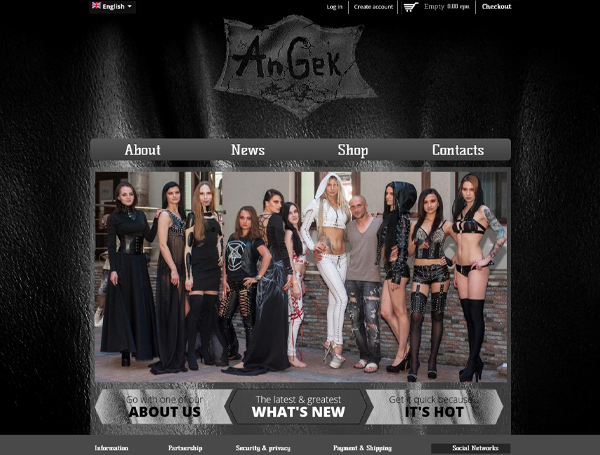 English
Log in
Create account
Empty 0.00 грн.
Checkout
AnGek
About
News
Shop
Contacts
Go with one of our
ABOUT US
The latest & greatest
WHAT'S NEW
Get it quick because...
IT'S HOT
Information
Partnership
Security & privacy
Payment & Shipping
Social Networks